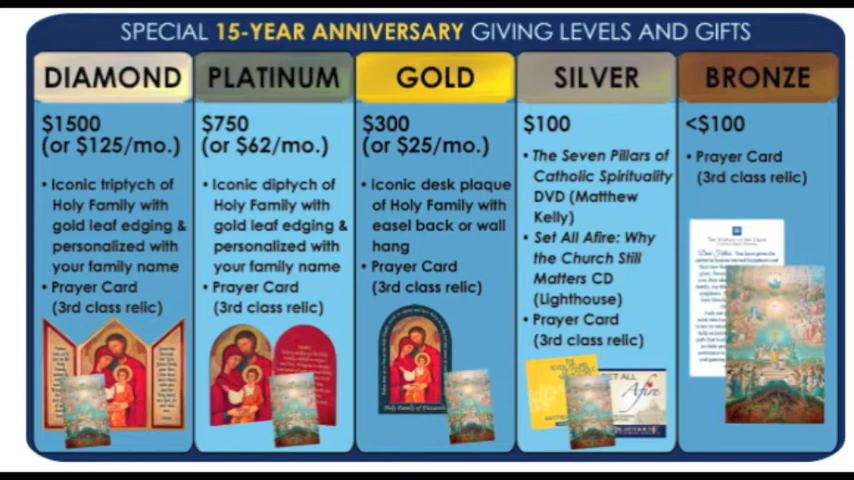 SPECIAL 15-YEAR ANNIVERSARY GIVING LEVELS AND GIFTS
DIAMOND
$1500
(or $125/mo.)
• Iconic triptych of
Holy Family with
gold leaf edging &
personalized with
your family name
• Prayer Card
(3rd class relic)
PLATINUM
$750
(or $62/mo.)
• Iconic diptych of
Holy Family with
gold leaf edging &
personalized with
your family name
• Prayer Card
(3rd class relic)
GOLD
$300
(or $25/mo.)
• Iconic desk plaque
of Holy Family with
easel back or wall
hang
• Prayer Card
(3rd class relic)
Holy Family of Nazareth
SILVER
$100
• The Seven Pillars of
Catholic Spirituality
DVD (Matthew
Kelly)
• Set All Afire: Why
the Church Still
Matters CD
(Lighthouse)
• Prayer Card
(3rd class relic)
SET ALL
Afire
BRONZE
<$100
• Prayer Card
(3rd class relic)